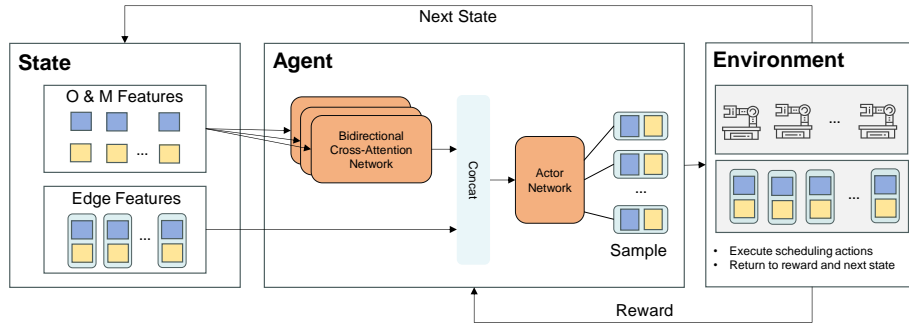 Next State
State
O & M Features
...
Edge Features
...
Agent
Bidirectional
Cross-Attention
Network
Concat
Actor
Network
...
Sample
Environment
...
...
• Execute scheduling actions
• Return to reward and next state
Reward